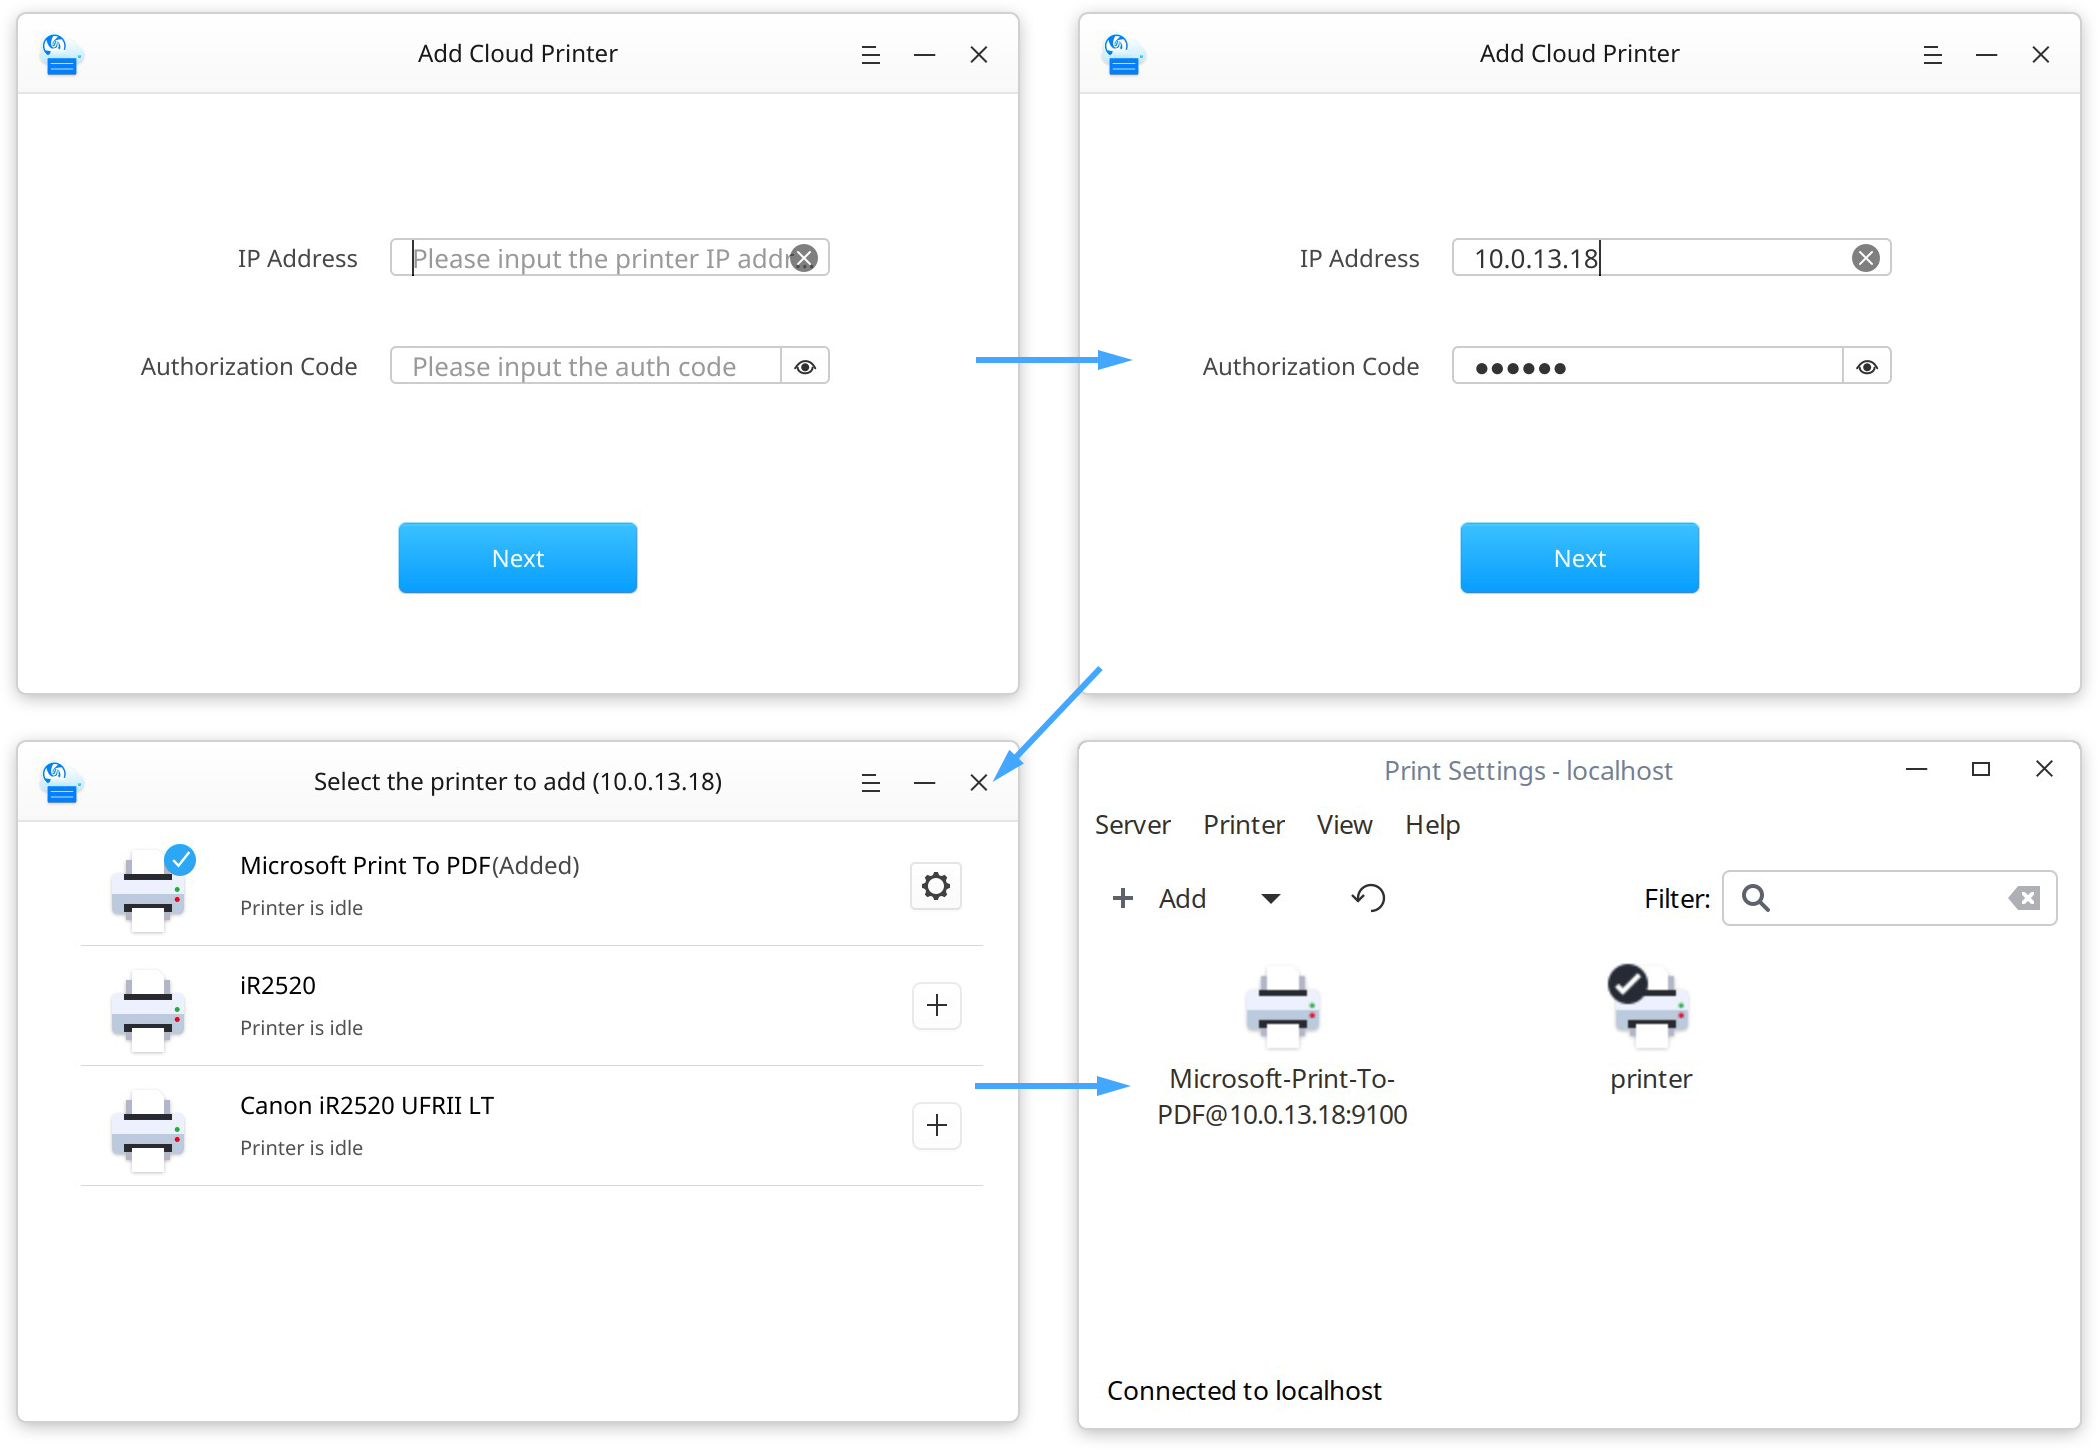 Add Cloud Printer
IP Address
Please input the printer IP addr...
Authorization Code
Please input the auth code
Next
Add Cloud Printer
IP Address
10.0.13.18
Authorization Code
●●●●●●
Next
Select the printer to add (10.0.13.18)
Microsoft Print To PDF(Added)
Printer is idle
iR2520
Printer is idle
Canon iR2520 UFRII LT
Printer is idle
Print Settings - localhost
Server Printer View Help
Add
Filter:
Microsoft-Print-To-
PDF@10.0.13.18:9100
printer
Connected to localhost